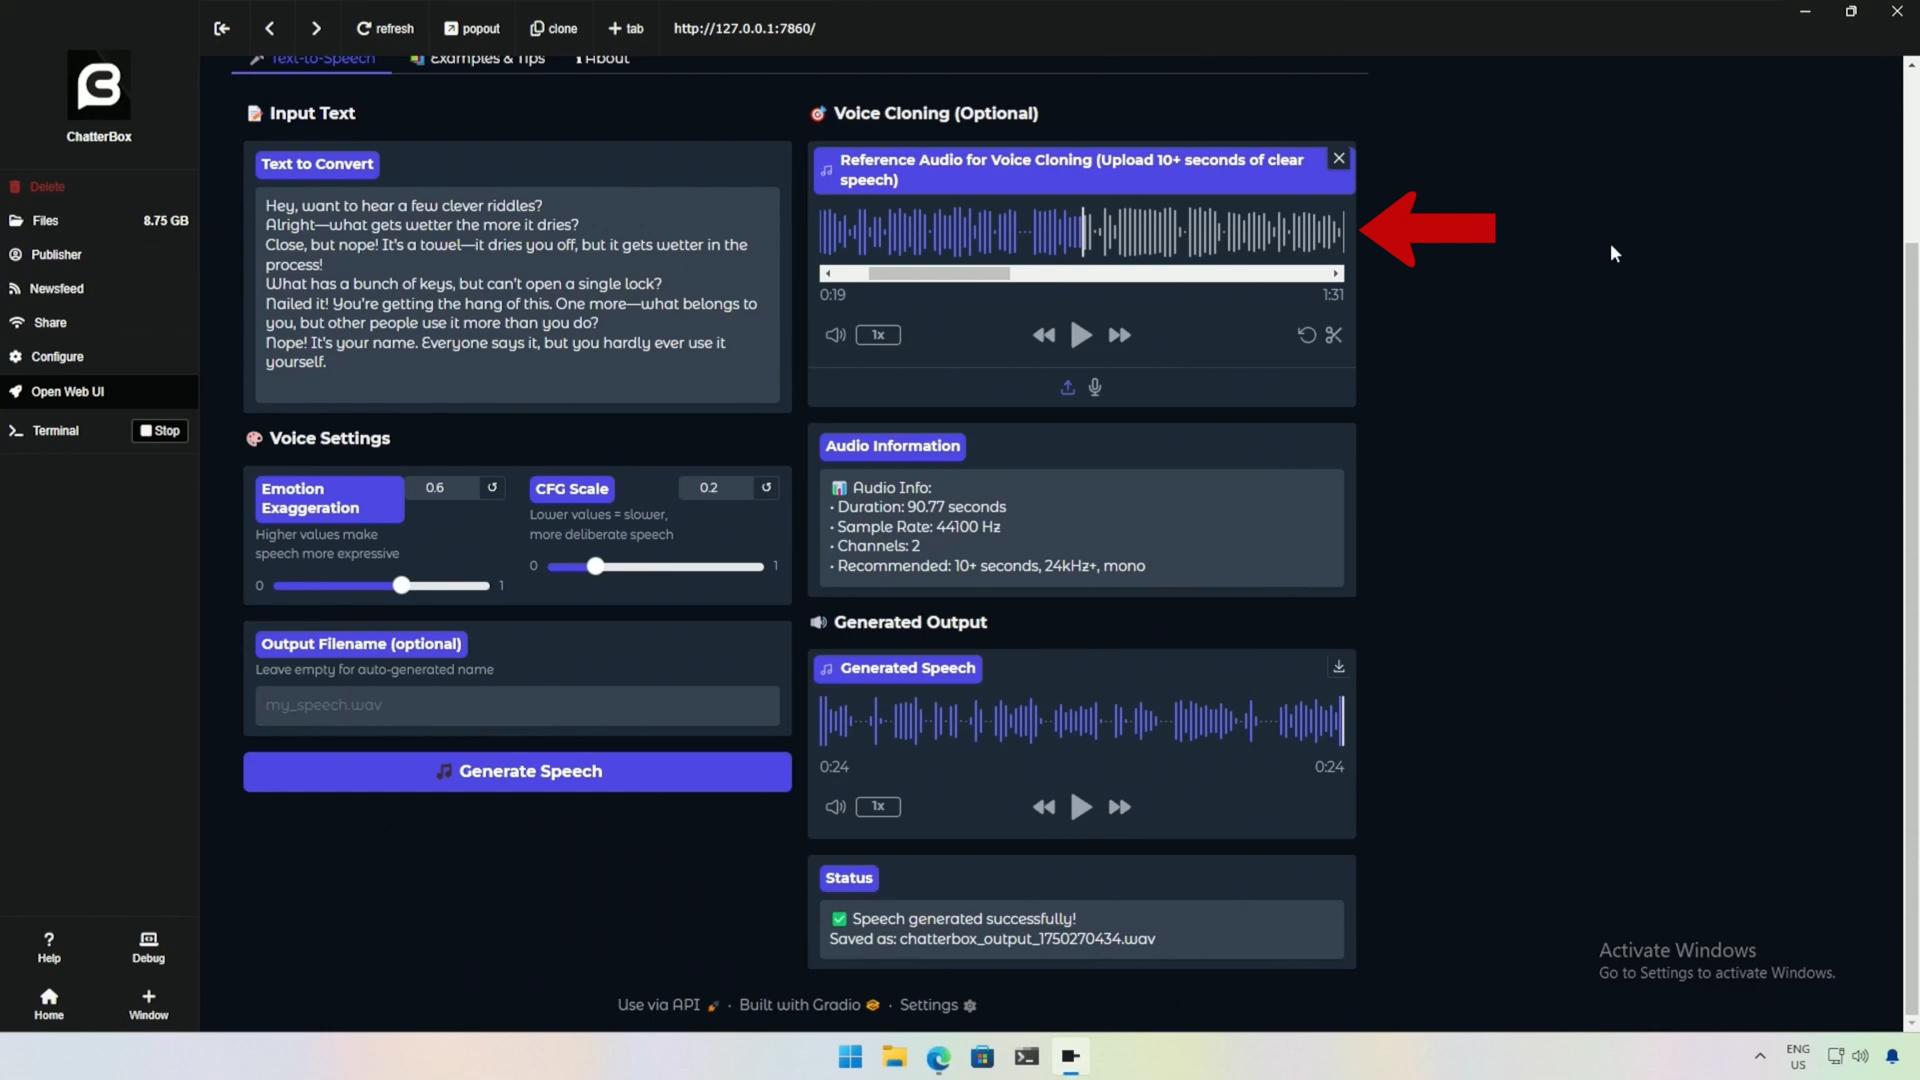 refresh
popout
clone
tab
http://127.0.0.1:7860/
ChatterBox
Delete
Files
8.75 GB
Publisher
Newsfeed
Share
Configure
Open Web UI
Terminal
Stop
Help
Debug
Home
Window
Text-to-Speech
Examples & Tips
About
Input Text
Text to Convert
Hey, want to hear a few clever riddles?
Alright—what gets wetter the more it dries?
Close, but nope! It's a towel—it dries you off, but it gets wetter in the
process!
What has a bunch of keys, but can't open a single lock?
Nailed it! You're getting the hang of this. One more—what belongs to
you, but other people use it more than you do?
Nope! It's your name. Everyone says it, but you hardly ever use it
yourself.
Voice Settings
Emotion
Exaggeration
0.6
Higher values make
speech more expressive
0
1
CFG Scale
0.2
Lower values = slower,
more deliberate speech
0
1
Output Filename (optional)
Leave empty for auto-generated name
my_speech.wav
Generate Speech
Voice Cloning (Optional)
Reference Audio for Voice Cloning (Upload 10+ seconds of clear
speech)
0:19
1:31
1x
Audio Information
Audio Info:
• Duration: 90.77 seconds
• Sample Rate: 44100 Hz
• Channels: 2
• Recommended: 10+ seconds, 24kHz+, mono
Generated Output
Generated Speech
0:24
0:24
1x
Status
Speech generated successfully!
Saved as: chatterbox_output_1750270434.wav
Use via API
·
Built with Gradio
·
Settings
Activate Windows
Go to Settings to activate Windows.
ENG
US